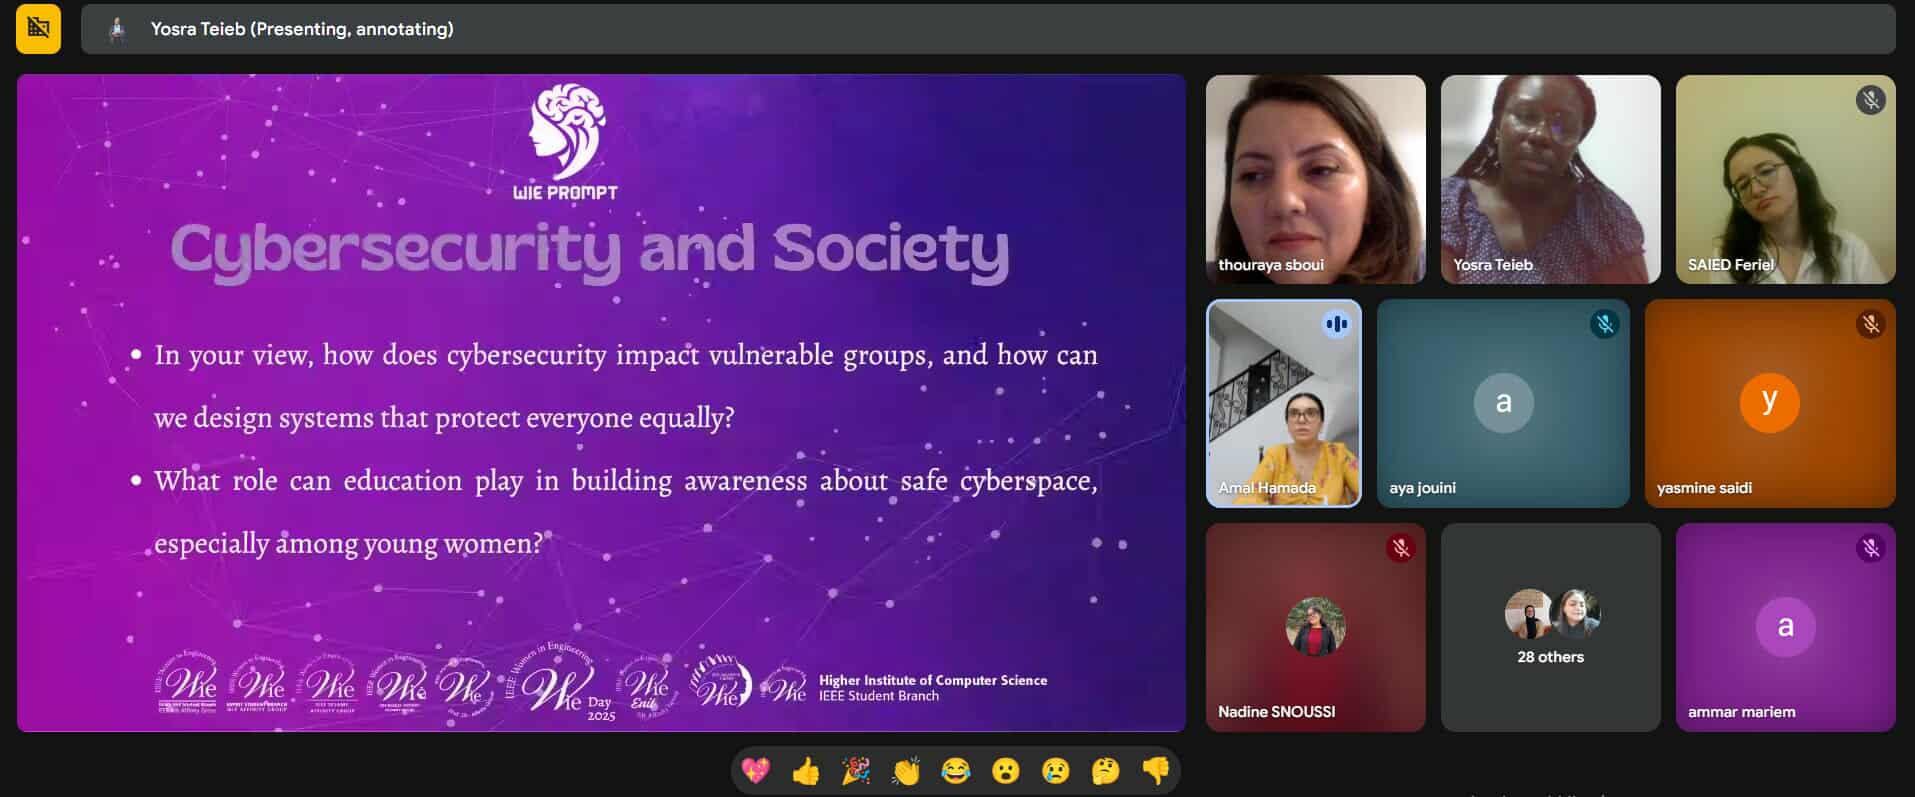 Yosra Teieb (Presenting, annotating)
WIE PROMPT
Cybersecurity and Society
• In your view, how does cybersecurity impact vulnerable groups, and how can
we design systems that protect everyone equally?
• What role can education play in building awareness about safe cyberspace,
especially among young women?
IEEE Women in Engineering
Wie
Wie
Wie
Wie
Wie
Wie
Day
2025
Wie
Enil
Wie
Wie
Higher Institute of Computer Science
IEEE Student Branch
thouraya sboui
Yosra Teieb
SAIED Feriel
Amal Hamada
a
aya jouini
y
yasmine saidi
Nadine SNOUSSI
28 others
a
ammar mariem